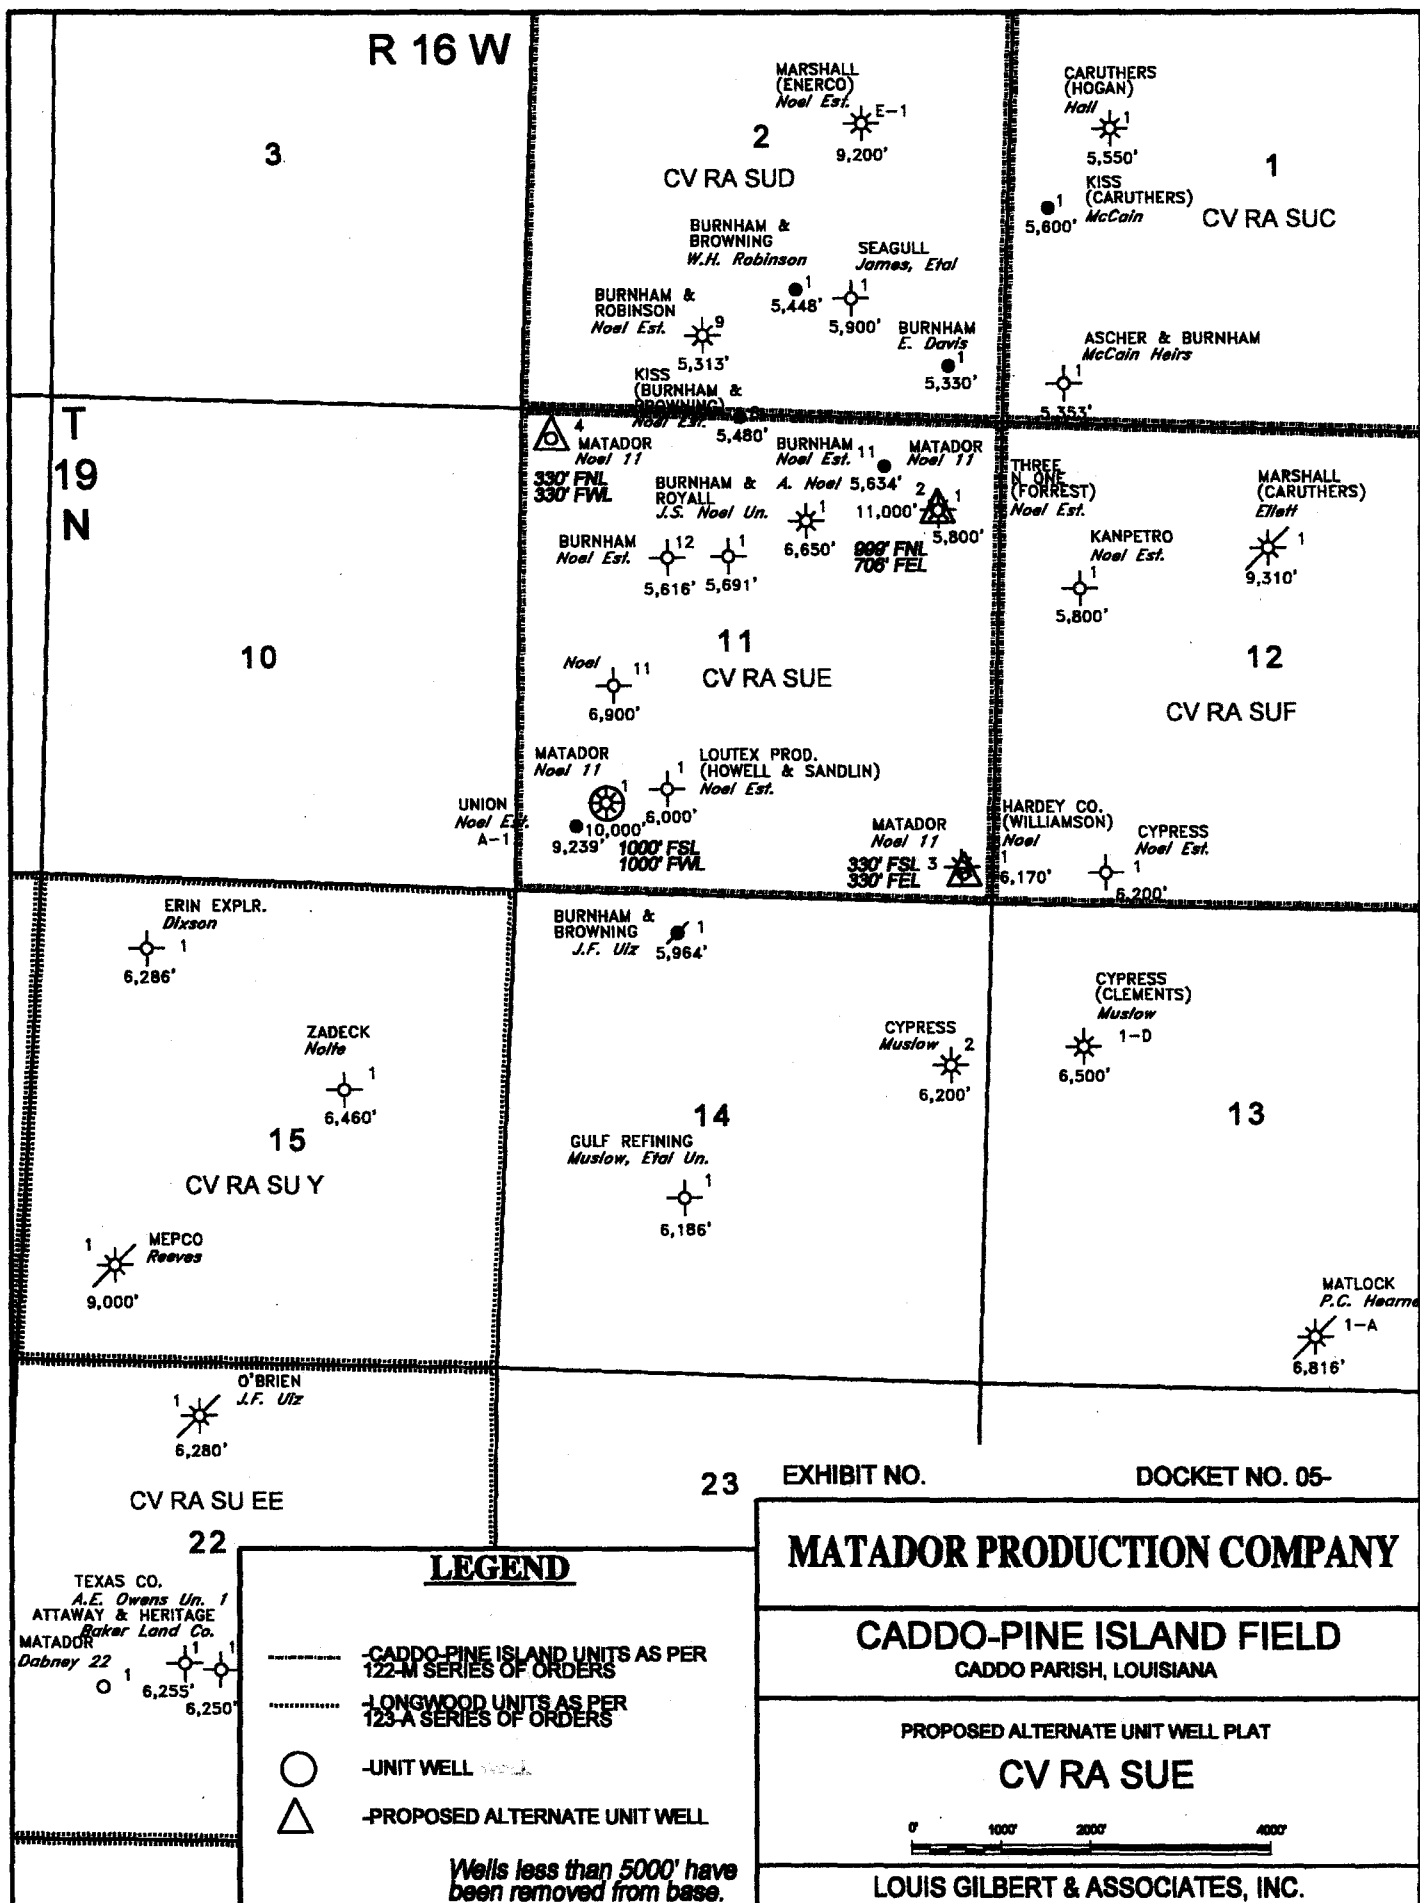 R 16 W
3
2
CV RA SUD
MARSHALL
(ENERCO)
Noel Est.
E-1
9,200'
CARUTHERS
(HOGAN)
Hall
1
5,550'
1
CV RA SUC
KISS
(CARUTHERS)
McCain
1
5,600'
BURNHAM &
BROWNING
W.H. Robinson
1
5,448'
SEAGULL
James, Etal
1
5,900'
BURNHAM &
ROBINSON
Noel Est.
9
5,313'
BURNHAM
E. Davis
1
5,330'
ASCHER & BURNHAM
McCain Heirs
1
5,353'
KISS
(BURNHAM &
BROWNING)
Noel Est.
5,480'
T
19
N
4
MATADOR
Noel 11
330' FNL
330' FWL
BURNHAM
Noel Est.
11
A. Noel
5,634'
MATADOR
Noel 11
2
11,000'
1
5,800'
706' FEL
BURNHAM &
ROYALL
J.S. Noel Un.
1
6,650'
BURNHAM
Noel Est.
12
5,616'
1
5,691'
THREE
N ONE
(FORREST)
Noel Est.
MARSHALL
(CARUTHERS)
Ellett
1
9,310'
KANPETRO
Noel Est.
1
5,800'
10
11
CV RA SUE
12
CV RA SUF
Noel
11
6,900'
MATADOR
Noel 11
1
10,000'
1000' FSL
1000' FWL
LOUTEX PROD.
(HOWELL & SANDLIN)
Noel Est.
1
6,000'
UNION
Noel Est.
A-1
9,239'
MATADOR
Noel 11
330' FSL
330' FEL
3
HARDEY CO.
(WILLIAMSON)
Noel
1
6,170'
CYPRESS
Noel Est.
1
6,200'
ERIN EXPLR.
Dixson
1
6,286'
BURNHAM &
BROWNING
J.F. Uiz
1
5,964'
CYPRESS
(CLEMENTS)
Muslow
1-D
6,500'
ZADECK
Nolte
1
6,460'
CYPRESS
Muslow
2
6,200'
15
CV RA SU Y
14
13
GULF REFINING
Muslow, Etal Un.
1
6,186'
MEPCO
Reeves
1
9,000'
MATLOCK
P.C. Hearne
1-A
6,816'
O'BRIEN
J.F. Uiz
1
6,280'
CV RA SU EE
22
23
TEXAS CO.
A.E. Owens Un. 1
ATTAWAY & HERITAGE
Baker Land Co.
MATADOR
Dabney 22
1
1
6,255'
1
6,250'
EXHIBIT NO. DOCKET NO. 05-
LEGEND
-CADDO-PINE ISLAND UNITS AS PER
122-M SERIES OF ORDERS
-LONGWOOD UNITS AS PER
123-A SERIES OF ORDERS
-UNIT WELL
-PROPOSED ALTERNATE UNIT WELL
Wells less than 5000' have
been removed from base.
MATADOR PRODUCTION COMPANY
CADDO-PINE ISLAND FIELD
CADDO PARISH, LOUISIANA
PROPOSED ALTERNATE UNIT WELL PLAT
CV RA SUE
0' 1000' 2000' 4000'
LOUIS GILBERT & ASSOCIATES, INC.